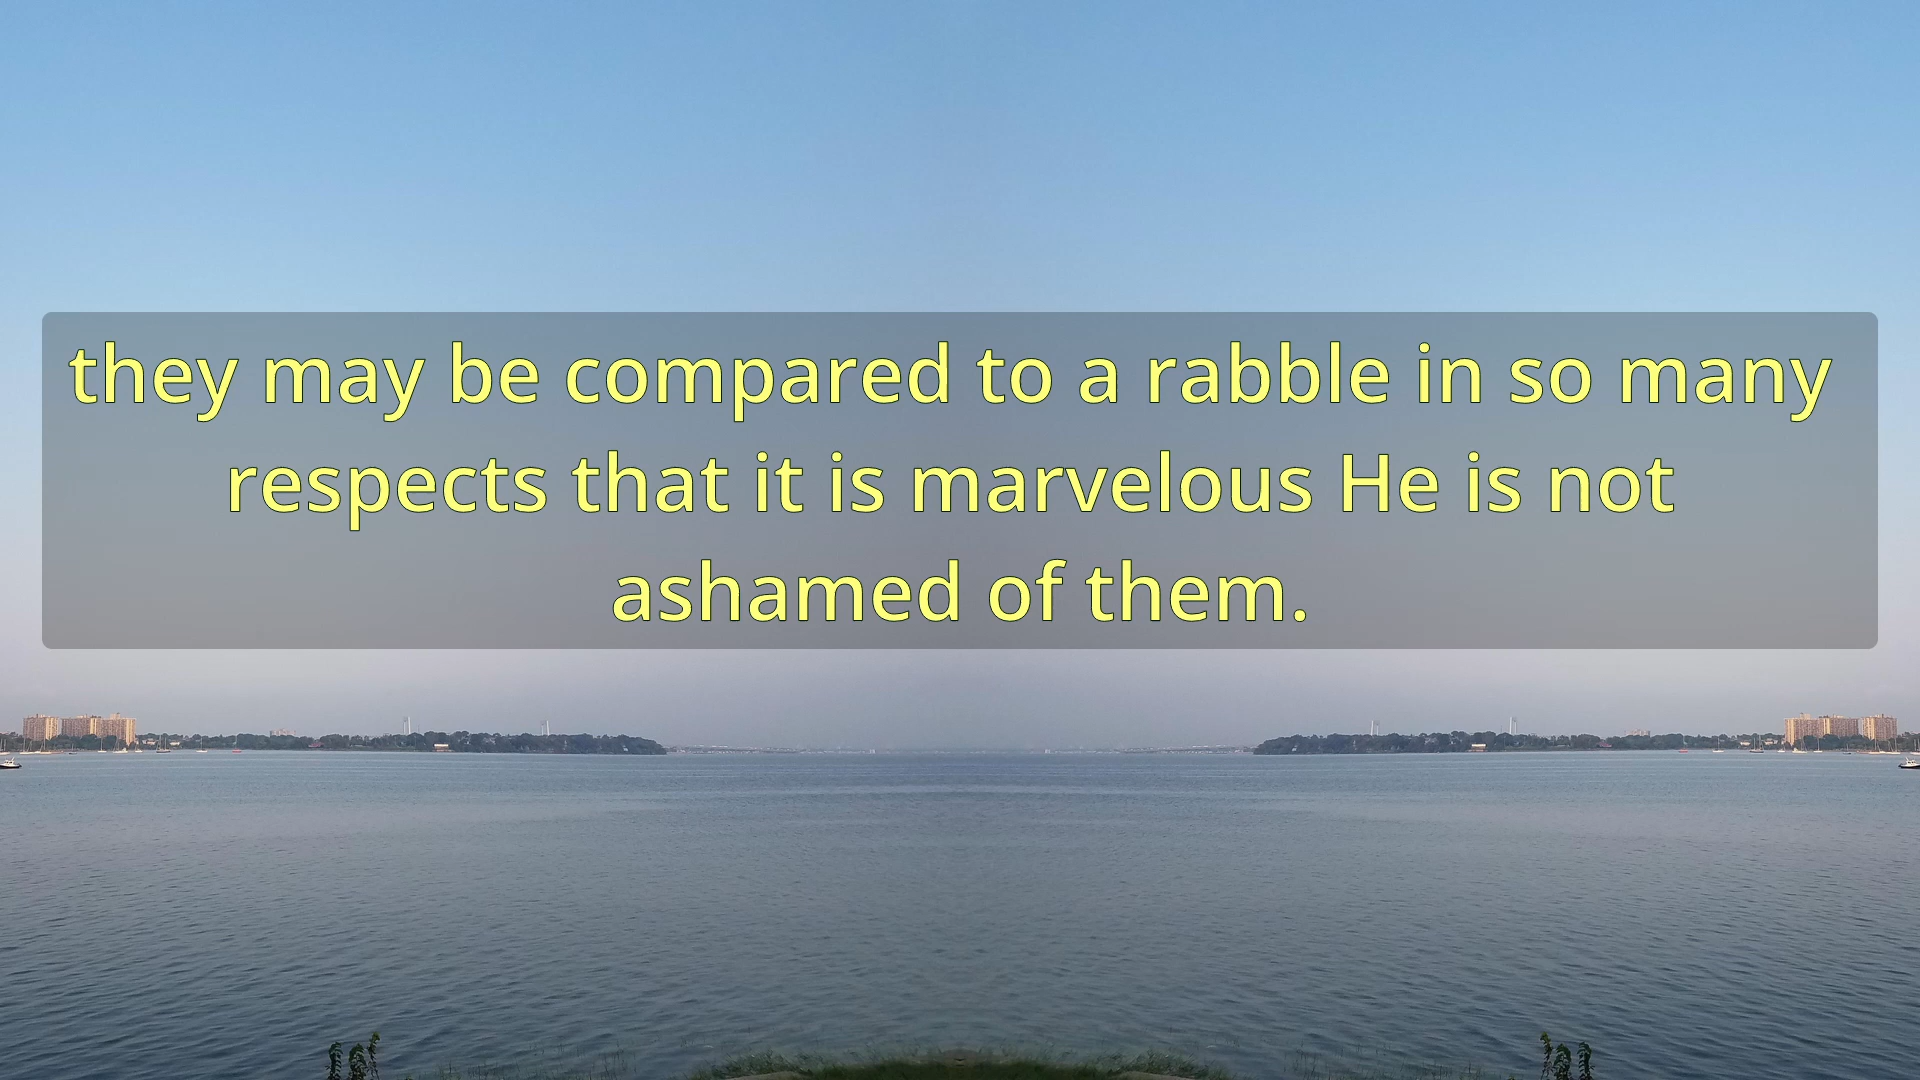 they may be compared to a rabble in so many
respects that it is marvelous He is not
ashamed of them.